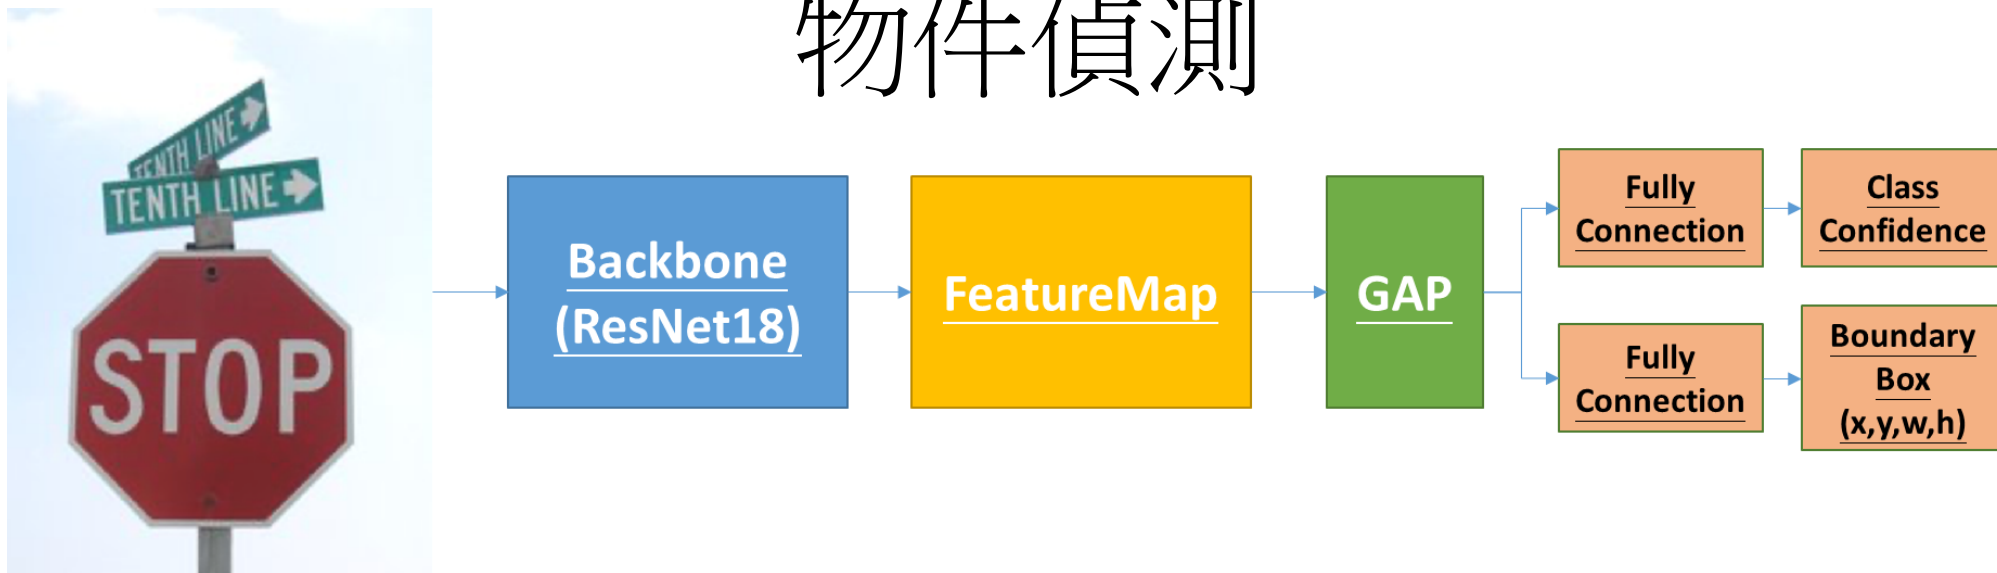 物件偵測
TENTH LINE
TENTH LINE
STOP
Backbone
(ResNet18)
FeatureMap
GAP
Fully
Connection
Class
Confidence
Fully
Connection
Boundary
Box
(x,y,w,h)